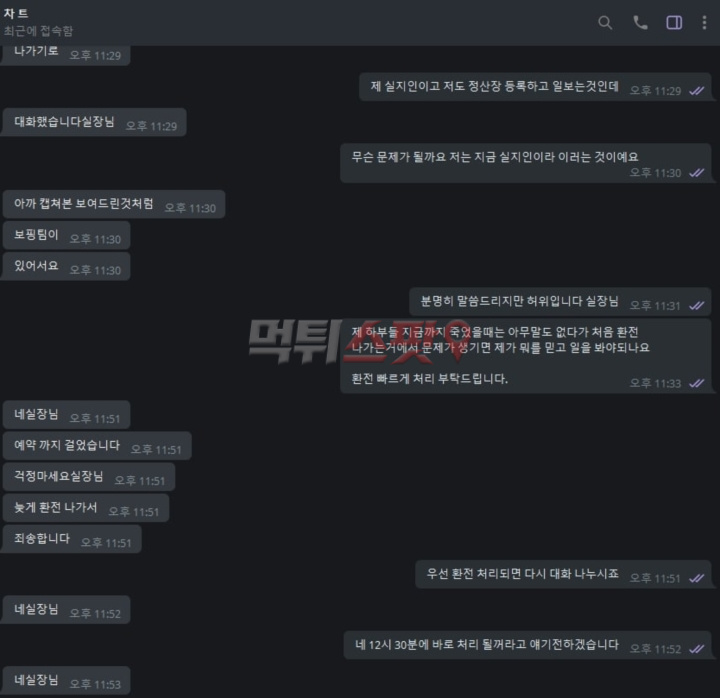 차 트
최근에 접속함
나가기로 오후 11:29
제 실지인이고 저도 정산장 등록하고 일보는것인데 오후 11:29
대화했습니다실장님 오후 11:29
무슨 문제가 될까요 저는 지금 실지인이라 이러는 것이예요
오후 11:30
아까 캡쳐본 보여드린것처럼 오후 11:30
보핑팀이 오후 11:30
있어서요 오후 11:30
분명히 말씀드리지만 허위입니다 실장님 오후 11:31
제 하부들 지금까지 죽었을때는 아무말도 없다가 처음 환전
나가는거에서 문제가 생기면 제가 뭐를 믿고 일을 봐야되나요
환전 빠르게 처리 부탁드립니다. 오후 11:33
먹튀스팟
네실장님 오후 11:51
예약 까지 걸었습니다 오후 11:51
걱정마세요실장님 오후 11:51
늦게 환전 나가서 오후 11:51
죄송합니다 오후 11:51
우선 환전 처리되면 다시 대화 나누시죠 오후 11:51
네실장님 오후 11:52
네 12시 30분에 바로 처리 될꺼라고 얘기전하겠습니다 오후 11:52
네실장님 오후 11:53